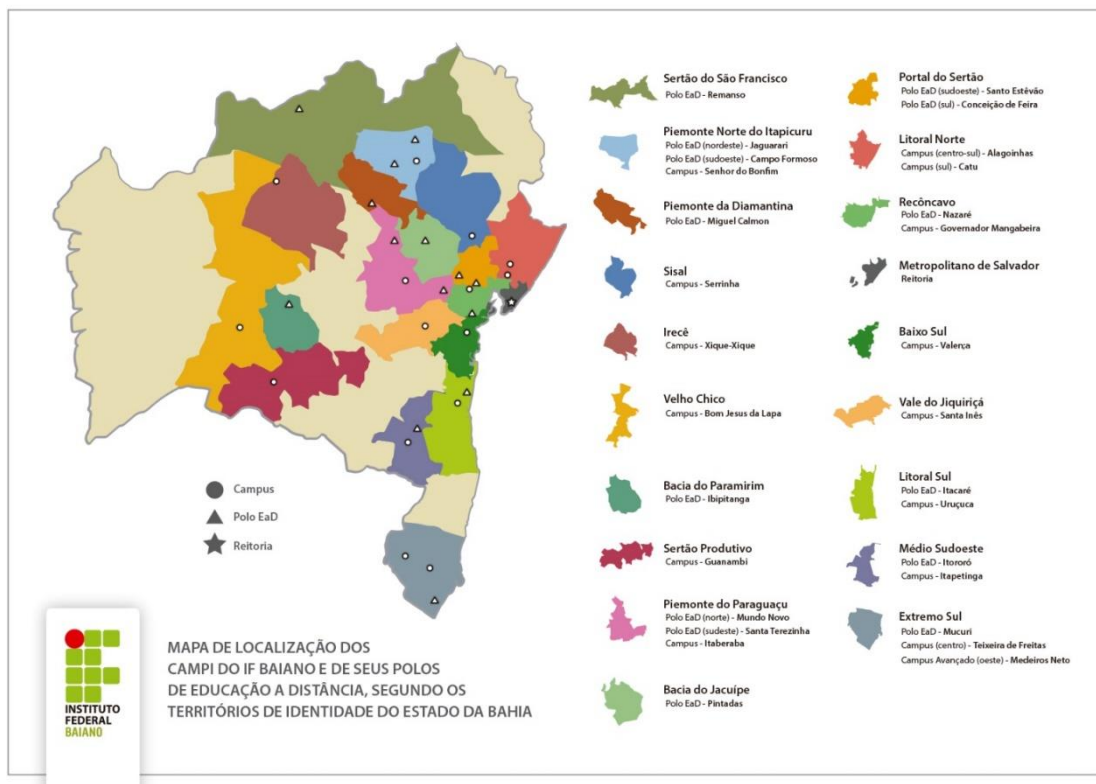 Sertão do São Francisco
Polo EaD - Remanso
Piemonte Norte do Itapicuru
Polo EaD (nordeste) - Jaguarari
Polo EaD (sudoeste) - Campo Formoso
Campus - Senhor do Bonfim
Piemonte da Diamantina
Polo EaD - Miguel Calmon
Sisal
Campus - Serrinha
Irecê
Campus - Xique-Xique
Velho Chico
Campus - Bom Jesus da Lapa
Bacia do Paramirim
Polo EaD - Ibipitanga
Sertão Produtivo
Campus - Guanambi
Piemonte do Paraguaçu
Polo EaD (norte) - Mundo Novo
Polo EaD (sudeste) - Santa Terezinha
Campus - Itaberaba
Bacia do Jacuípe
Polo EaD - Pintadas
Portal do Sertão
Polo EaD (sudoeste) - Santo Estêvão
Polo EaD (sul) - Conceição de Feira
Litoral Norte
Campus (centro-sul) - Alagoinhas
Campus (sul) - Catu
Recôncavo
Polo EaD - Nazaré
Campus - Governador Mangabeira
Metropolitano de Salvador
Reitoria
Baixo Sul
Campus - Valença
Vale do Jiquiriçá
Campus - Santa Inês
Litoral Sul
Polo EaD - Itacaré
Campus - Uruçuca
Médio Sudoeste
Polo EaD - Itororó
Campus - Itapetinga
Extremo Sul
Polo EaD - Mucuri
Campus (centro) - Teixeira de Freitas
Campus Avançado (oeste) - Medeiros Neto
Campus
Polo EaD
Reitoria
INSTITUTO
FEDERAL
BAIANO
MAPA DE LOCALIZAÇÃO DOS
CAMPI DO IF BAIANO E DE SEUS POLOS
DE EDUCAÇÃO A DISTÂNCIA, SEGUNDO OS
TERRITÓRIOS DE IDENTIDADE DO ESTADO DA BAHIA